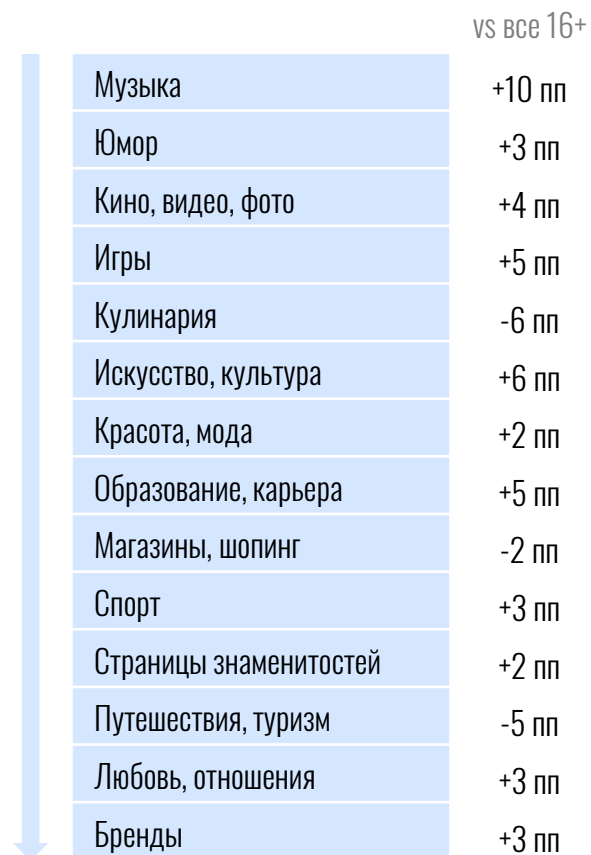 vs все 16+
Музыка +10 пп
Юмор +3 пп
Кино, видео, фото +4 пп
Игры +5 пп
Кулинария -6 пп
Искусство, культура +6 пп
Красота, мода +2 пп
Образование, карьера +5 пп
Магазины, шопинг -2 пп
Спорт +3 пп
Страницы знаменитостей +2 пп
Путешествия, туризм -5 пп
Любовь, отношения +3 пп
Бренды +3 пп